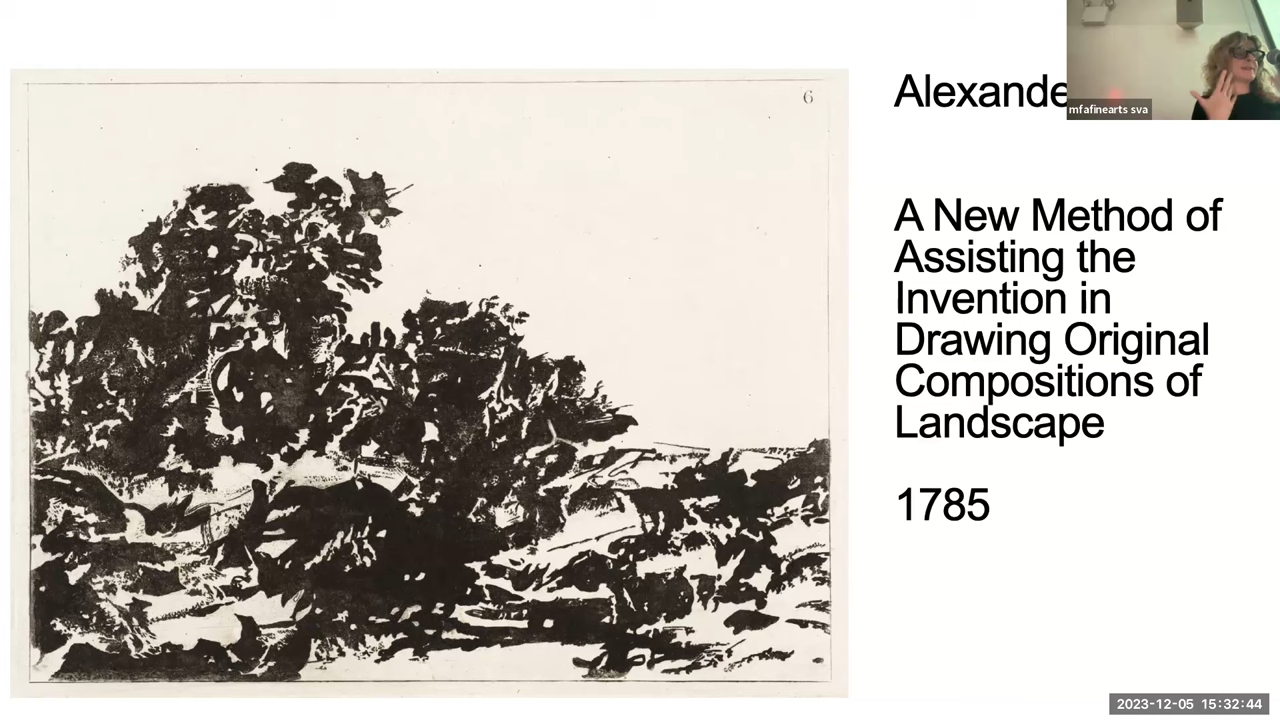 6
Alexande
mfafinearts sva
A New Method of
Assisting the
Invention in
Drawing Original
Compositions of
Landscape
1785
2023-12-05 15:32:44